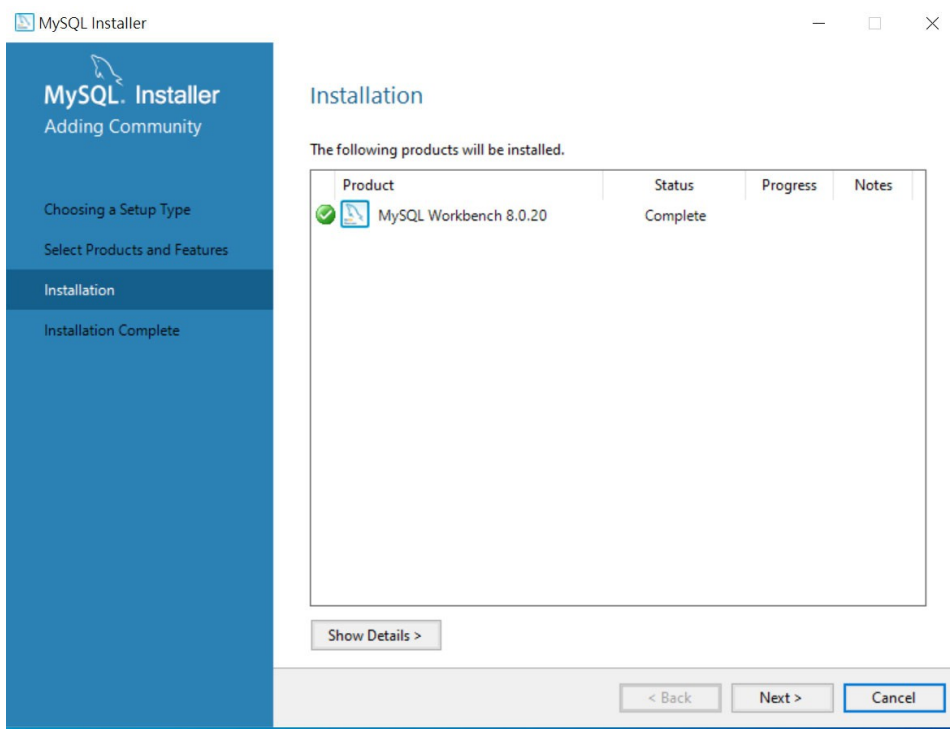 MySQL Installer
MySQL. Installer
Adding Community
Choosing a Setup Type
Select Products and Features
Installation
Installation Complete
Installation
The following products will be installed.
Product Status Progress Notes
MySQL Workbench 8.0.20 Complete
Show Details >
< Back Next > Cancel